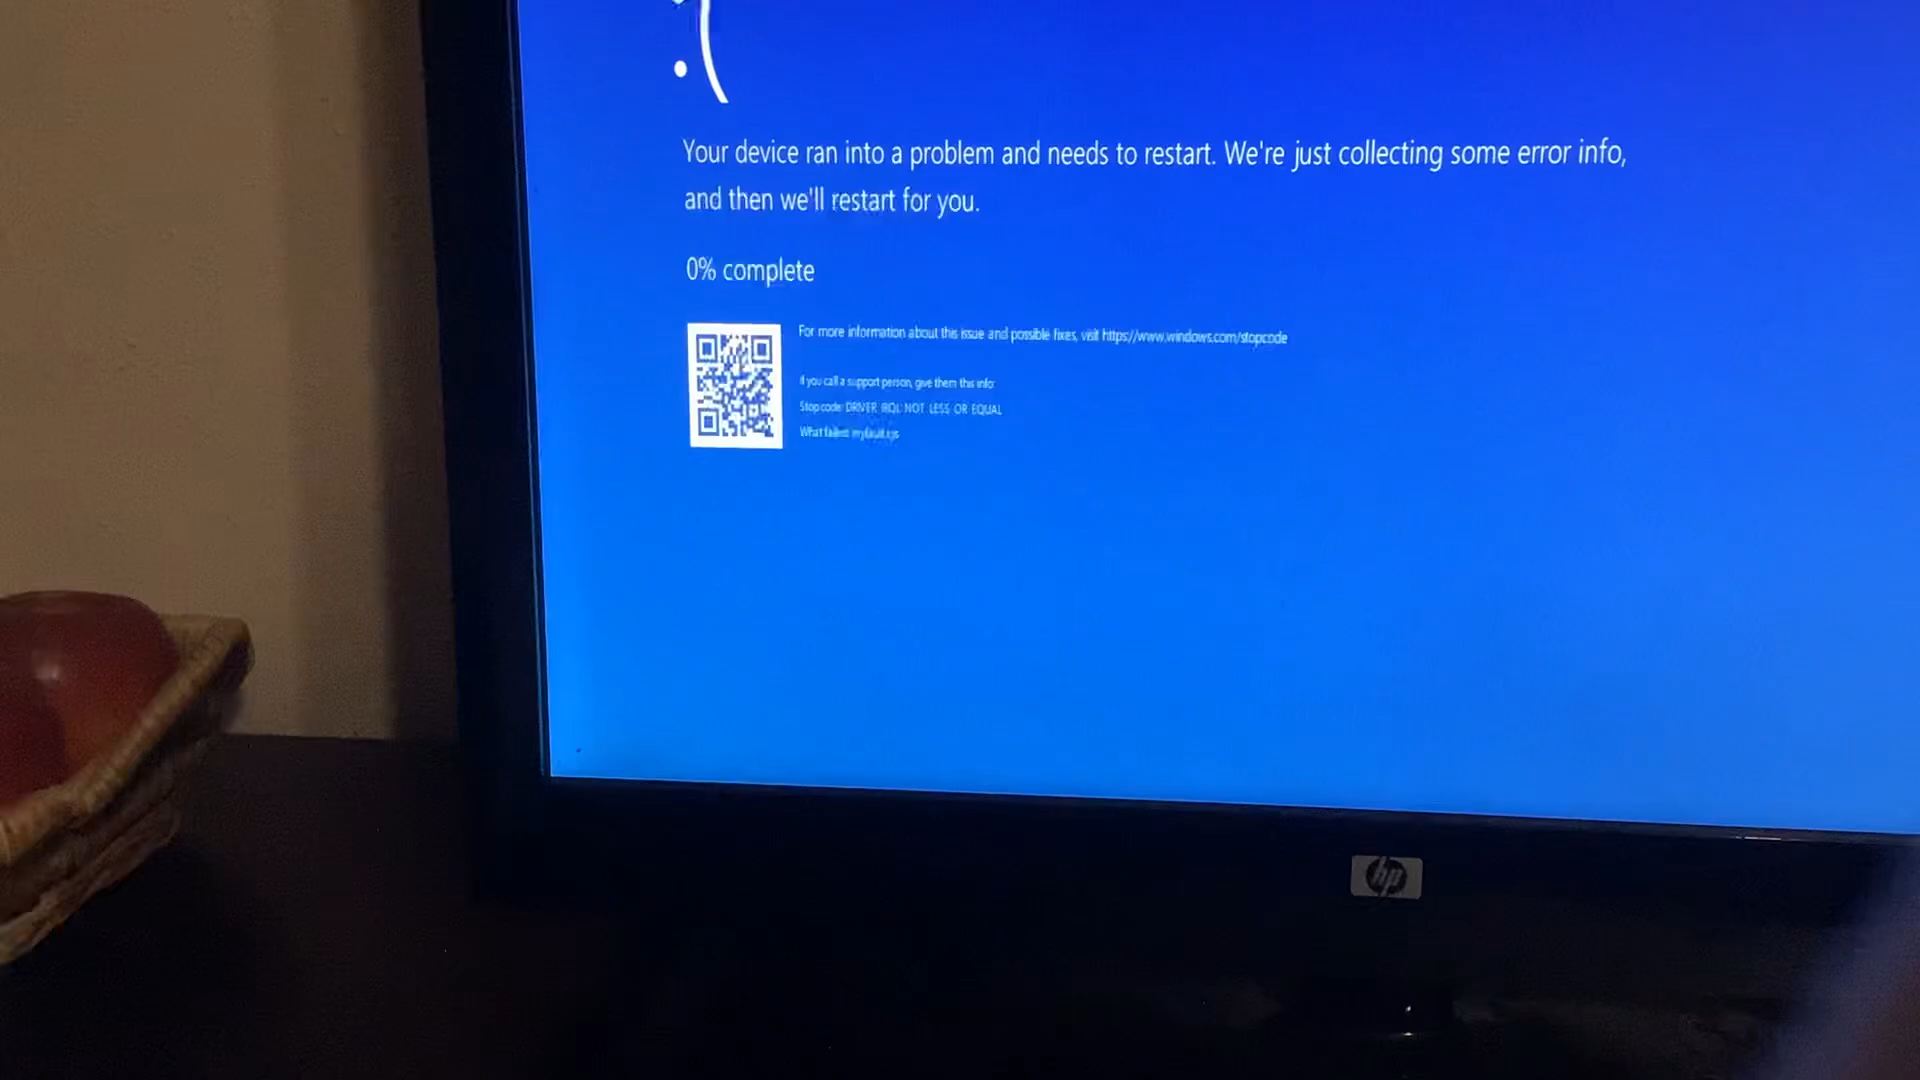 :(
Your device ran into a problem and needs to restart. We're just collecting some error info,
and then we'll restart for you.
0% complete
For more information about this issue and possible fixes, visit https://www.windows.com/stopcode
If you call a support person, give them this info:
Stop code: DRIVER IRQL NOT LESS OR EQUAL
What failed: myfault.sys
hp